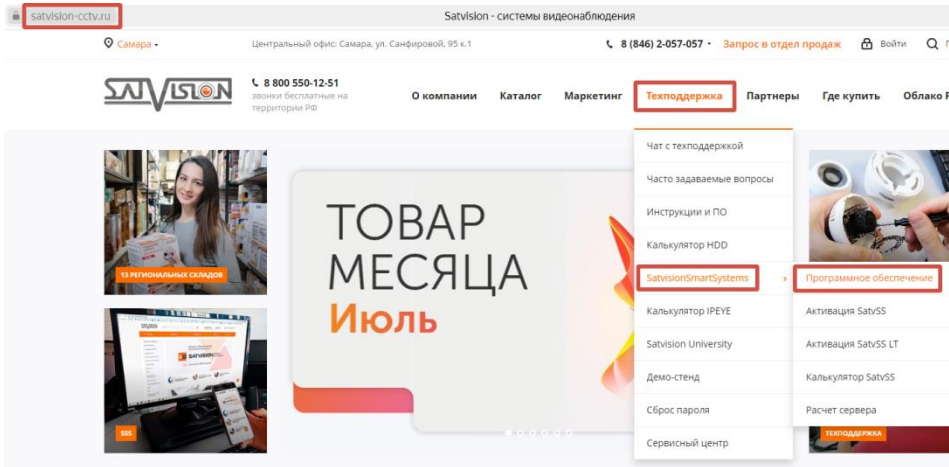 satvision-cctv.ru
Satvision - системы видеонаблюдения
Самара
Центральный офис: Самара, ул. Санфировой, 95 к.1
8 (846) 2-057-057
Запрос в отдел продаж
Войти
SATVISION
8 800 550-12-51
звонки бесплатные на
территории РФ
О компании
Каталог
Маркетинг
Техподдержка
Партнеры
Где купить
Облако
Чат с техподдержкой
Часто задаваемые вопросы
Инструкции и ПО
Калькулятор HDD
SatvisionSmartSystems
Калькулятор IPEYE
Satvision University
Демо-стенд
Сброс пароля
Сервисный центр
Программное обеспечение
Активация SatvSS
Активация SatvSS LT
Калькулятор SatvSS
Расчет сервера
13 РЕГИОНАЛЬНЫХ СКЛАДОВ
ТОВАР
МЕСЯЦА
Июль
SSS
ТЕХПОДДЕРЖКА